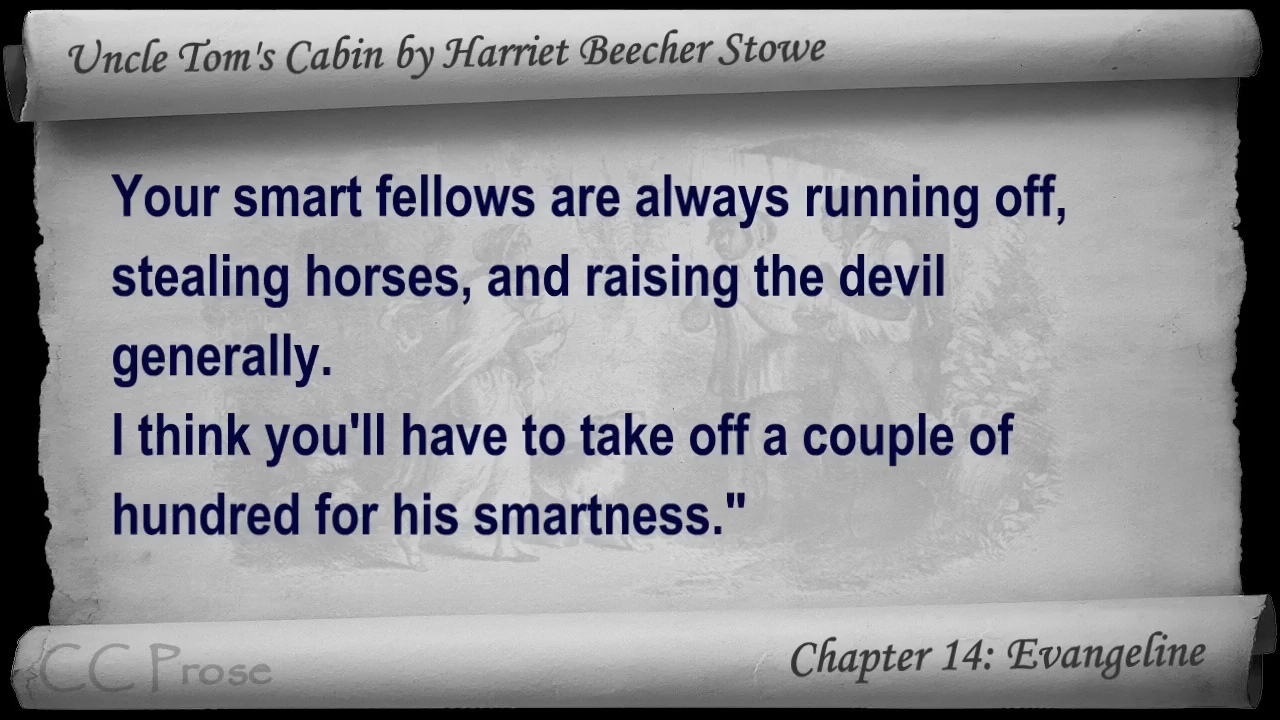 Uncle Tom's Cabin by Harriet Beecher Stowe
Your smart fellows are always running off,
stealing horses, and raising the devil
generally.
I think you'll have to take off a couple of
hundred for his smartness."
CC Prose
Chapter 14: Evangeline